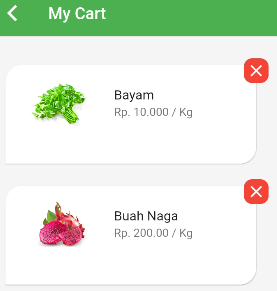 My Cart
Bayam
Rp. 10.000 / Kg
Buah Naga
Rp. 200.00 / Kg